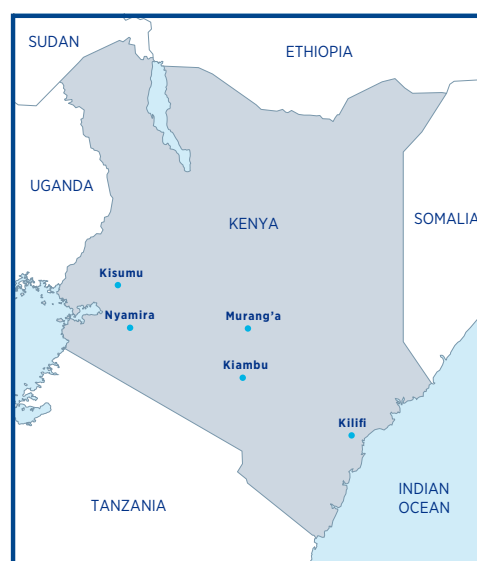 SUDAN
ETHIOPIA
UGANDA
KENYA
SOMALIA
Kisumu
Nyamira
Murang'a
Kiambu
Kilifi
TANZANIA
INDIAN
OCEAN